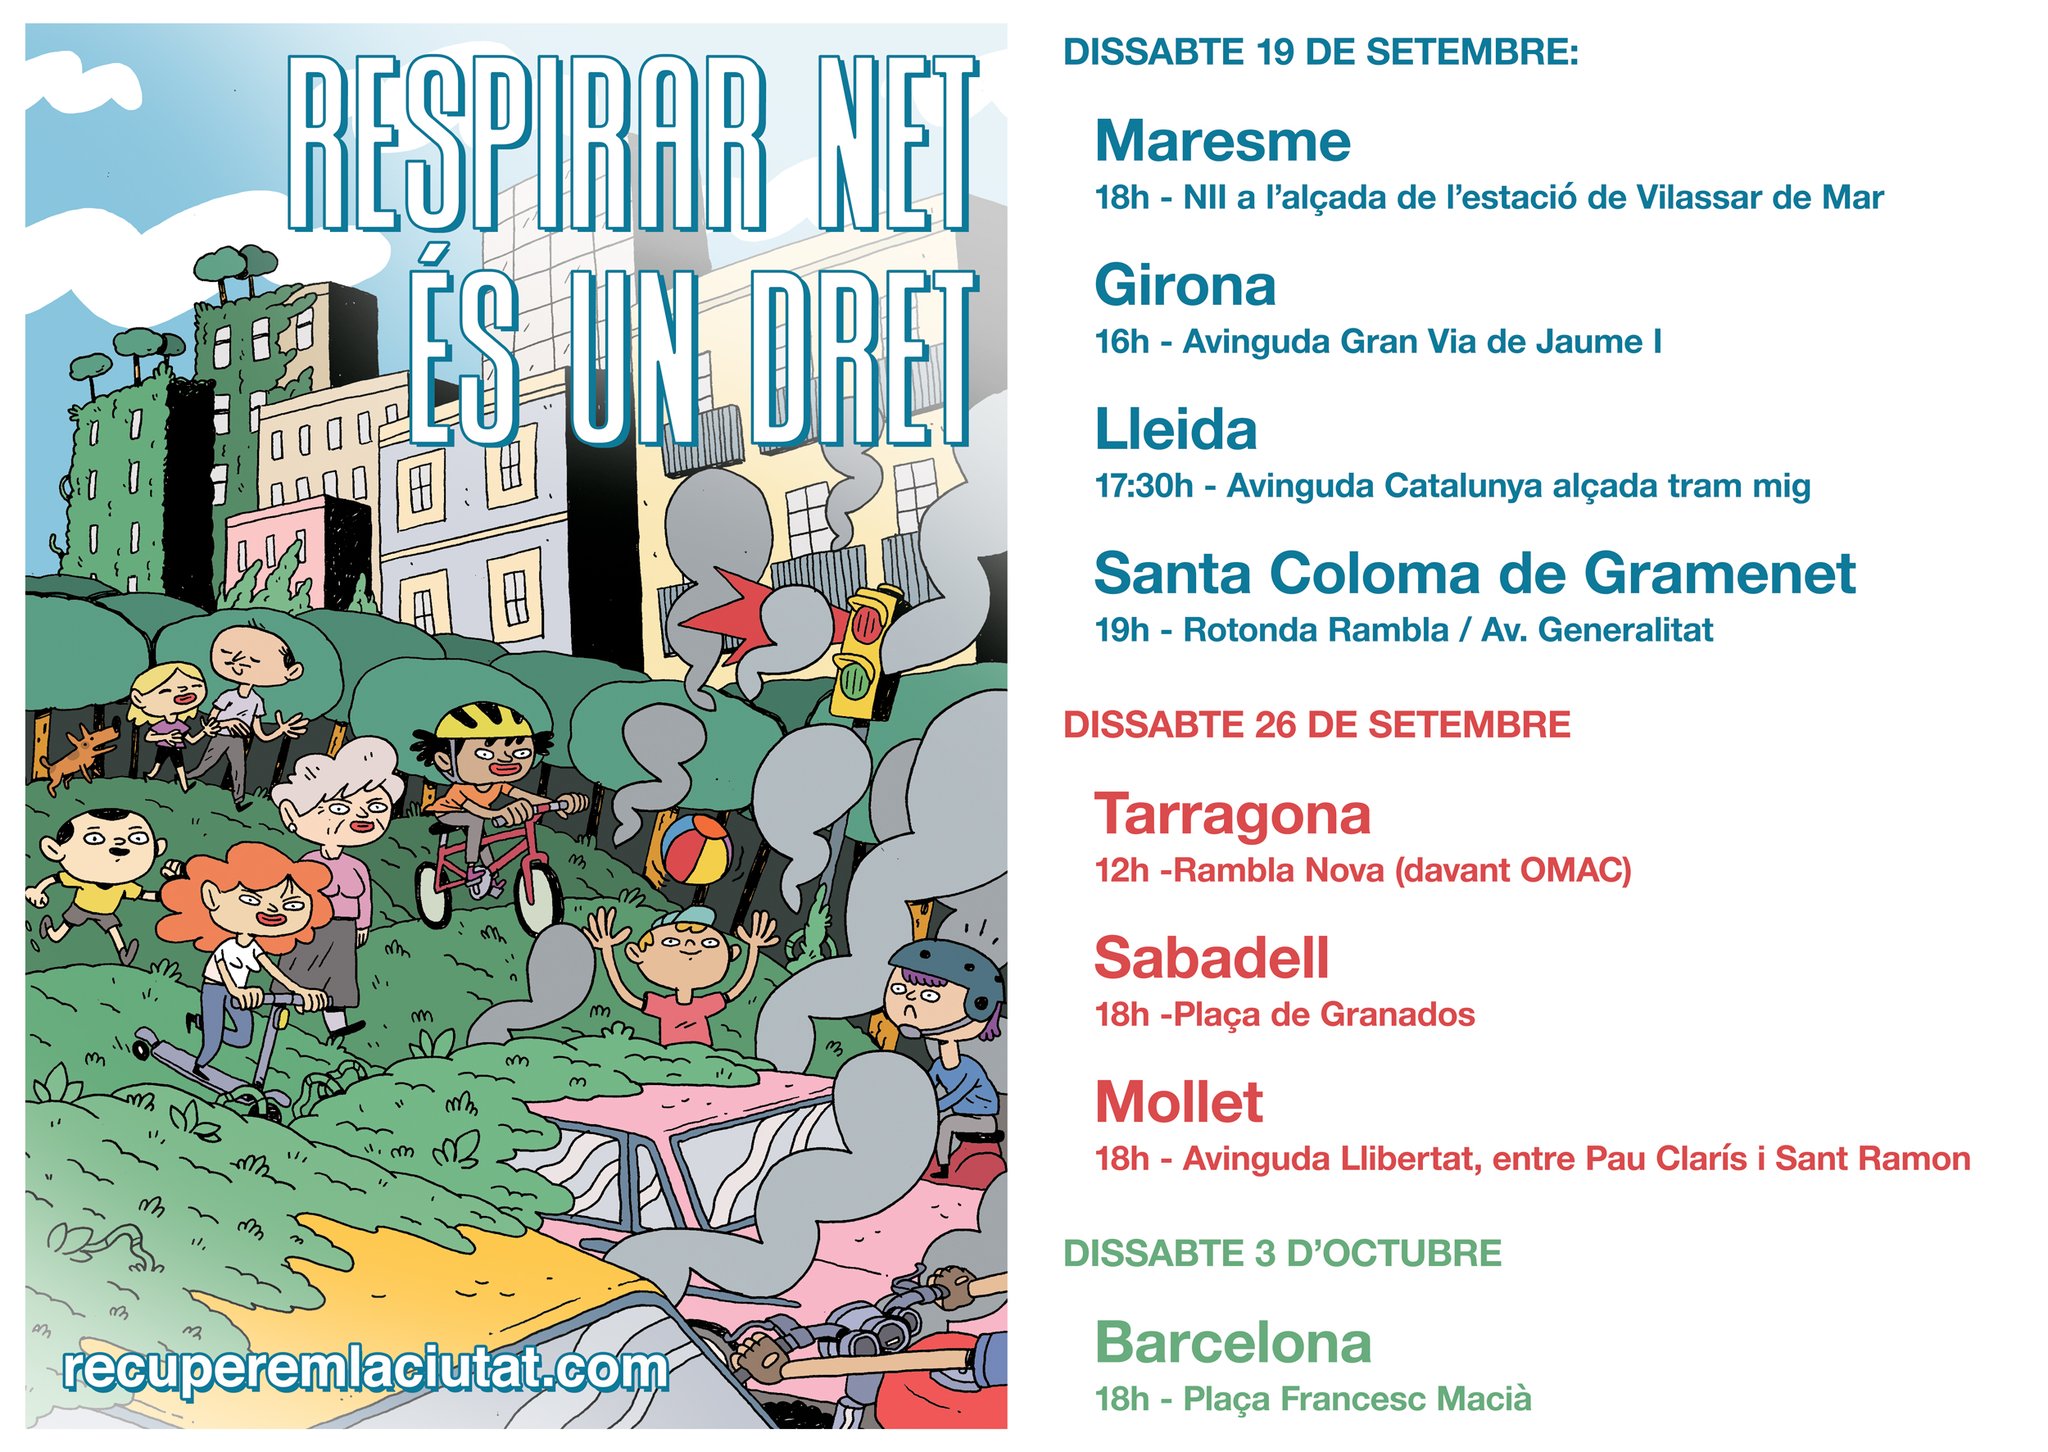 RESPIRAR NET
ÉS UN DRET
recuperemlaciutat.com
DISSABTE 19 DE SETEMBRE:
Maresme
18h - NII a l'alçada de l'estació de Vilassar de Mar
Girona
16h - Avinguda Gran Via de Jaume I
Lleida
17:30h - Avinguda Catalunya alçada tram mig
Santa Coloma de Gramenet
19h - Rotonda Rambla / Av. Generalitat
DISSABTE 26 DE SETEMBRE
Tarragona
12h -Rambla Nova (davant OMAC)
Sabadell
18h -Plaça de Granados
Mollet
18h - Avinguda Llibertat, entre Pau Clarís i Sant Ramon
DISSABTE 3 D'OCTUBRE
Barcelona
18h - Plaça Francesc Macià